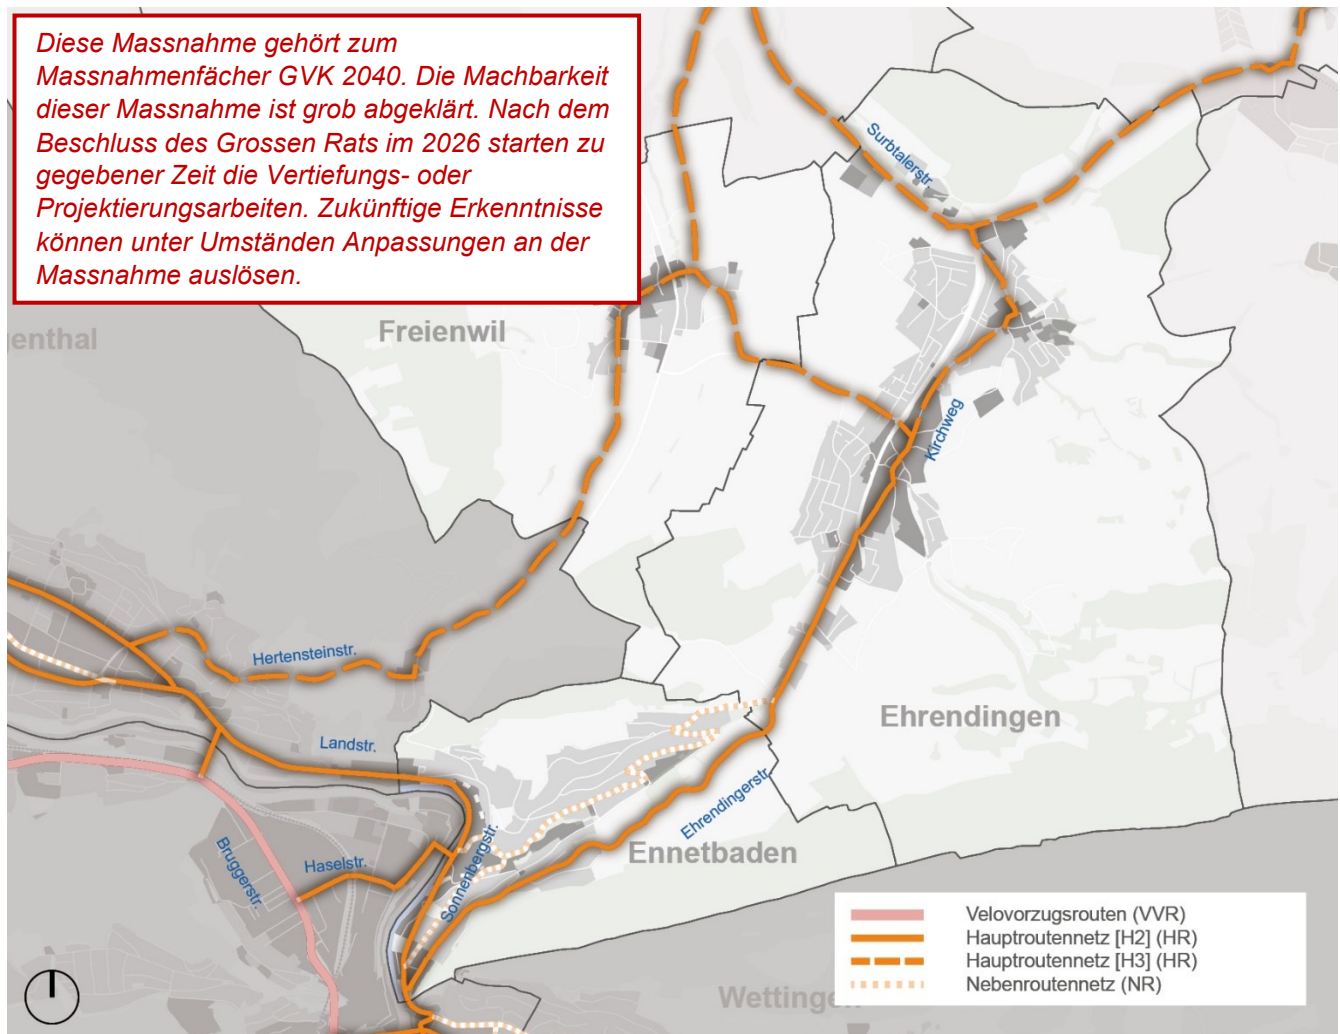 Diese Massnahme gehört zum
Massnahmenfächer GVK 2040. Die Machbarkeit
dieser Massnahme ist grob abgeklärt. Nach dem
Beschluss des Grossen Rats im 2026 starten zu
gegebener Zeit die Vertiefungs- oder
Projektierungsarbeiten. Zukünftige Erkenntnisse
können unter Umständen Anpassungen an der
Massnahme auslösen.
Surbtalerstr.
genthal
Freienwil
Kirchweg
Hertensteinstr.
Landstr.
Ehrendingen
Ehrendingerstr.
Sonnenbergstr.
Bruggerstr.
Haselstr.
Ennetbaden
Wettingen
Velovorzugsrouten (VVR)
Hauptroutennetz [H2] (HR)
Hauptroutennetz [H3] (HR)
Nebenroutennetz (NR)